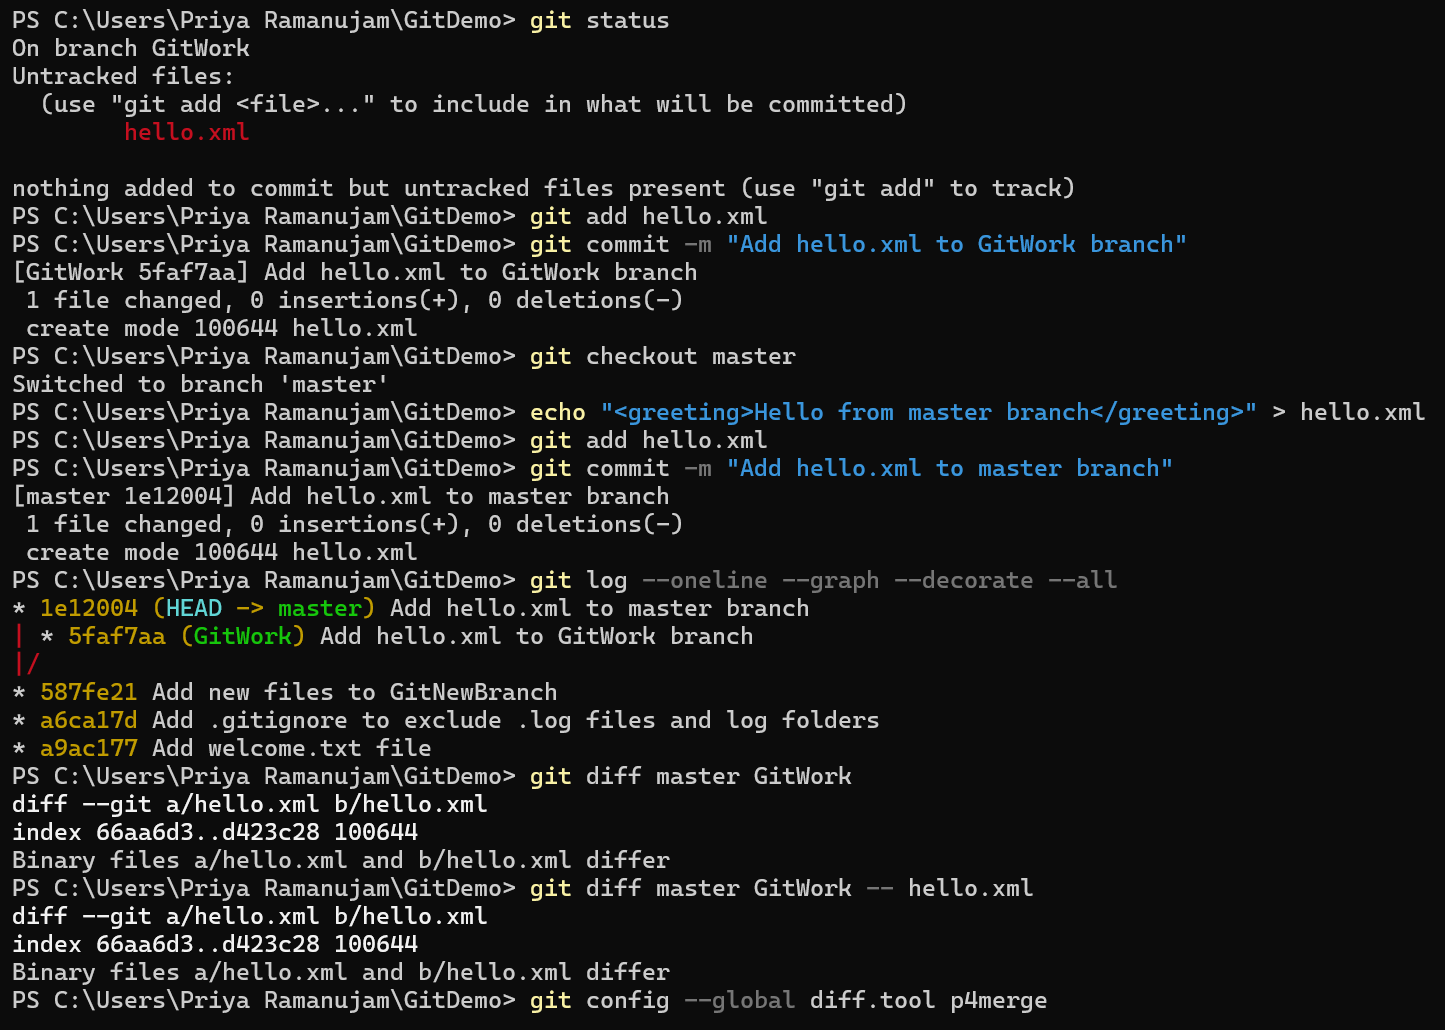 PS C:\Users\Priya Ramanujam\GitDemo> git status
On branch GitWork
Untracked files:
  (use "git add <file>..." to include in what will be committed)
        hello.xml

nothing added to commit but untracked files present (use "git add" to track)
PS C:\Users\Priya Ramanujam\GitDemo> git add hello.xml
PS C:\Users\Priya Ramanujam\GitDemo> git commit -m "Add hello.xml to GitWork branch"
[GitWork 5faf7aa] Add hello.xml to GitWork branch
 1 file changed, 0 insertions(+), 0 deletions(-)
 create mode 100644 hello.xml
PS C:\Users\Priya Ramanujam\GitDemo> git checkout master
Switched to branch 'master'
PS C:\Users\Priya Ramanujam\GitDemo> echo "<greeting>Hello from master branch</greeting>" > hello.xml
PS C:\Users\Priya Ramanujam\GitDemo> git add hello.xml
PS C:\Users\Priya Ramanujam\GitDemo> git commit -m "Add hello.xml to master branch"
[master 1e12004] Add hello.xml to master branch
 1 file changed, 0 insertions(+), 0 deletions(-)
 create mode 100644 hello.xml
PS C:\Users\Priya Ramanujam\GitDemo> git log --oneline --graph --decorate --all
* 1e12004 (HEAD -> master) Add hello.xml to master branch
| * 5faf7aa (GitWork) Add hello.xml to GitWork branch
|/
* 587fe21 Add new files to GitNewBranch
* a6ca17d Add .gitignore to exclude .log files and log folders
* a9ac177 Add welcome.txt file
PS C:\Users\Priya Ramanujam\GitDemo> git diff master GitWork
diff --git a/hello.xml b/hello.xml
index 66aa6d3..d423c28 100644
Binary files a/hello.xml and b/hello.xml differ
PS C:\Users\Priya Ramanujam\GitDemo> git diff master GitWork -- hello.xml
diff --git a/hello.xml b/hello.xml
index 66aa6d3..d423c28 100644
Binary files a/hello.xml and b/hello.xml differ
PS C:\Users\Priya Ramanujam\GitDemo> git config --global diff.tool p4merge